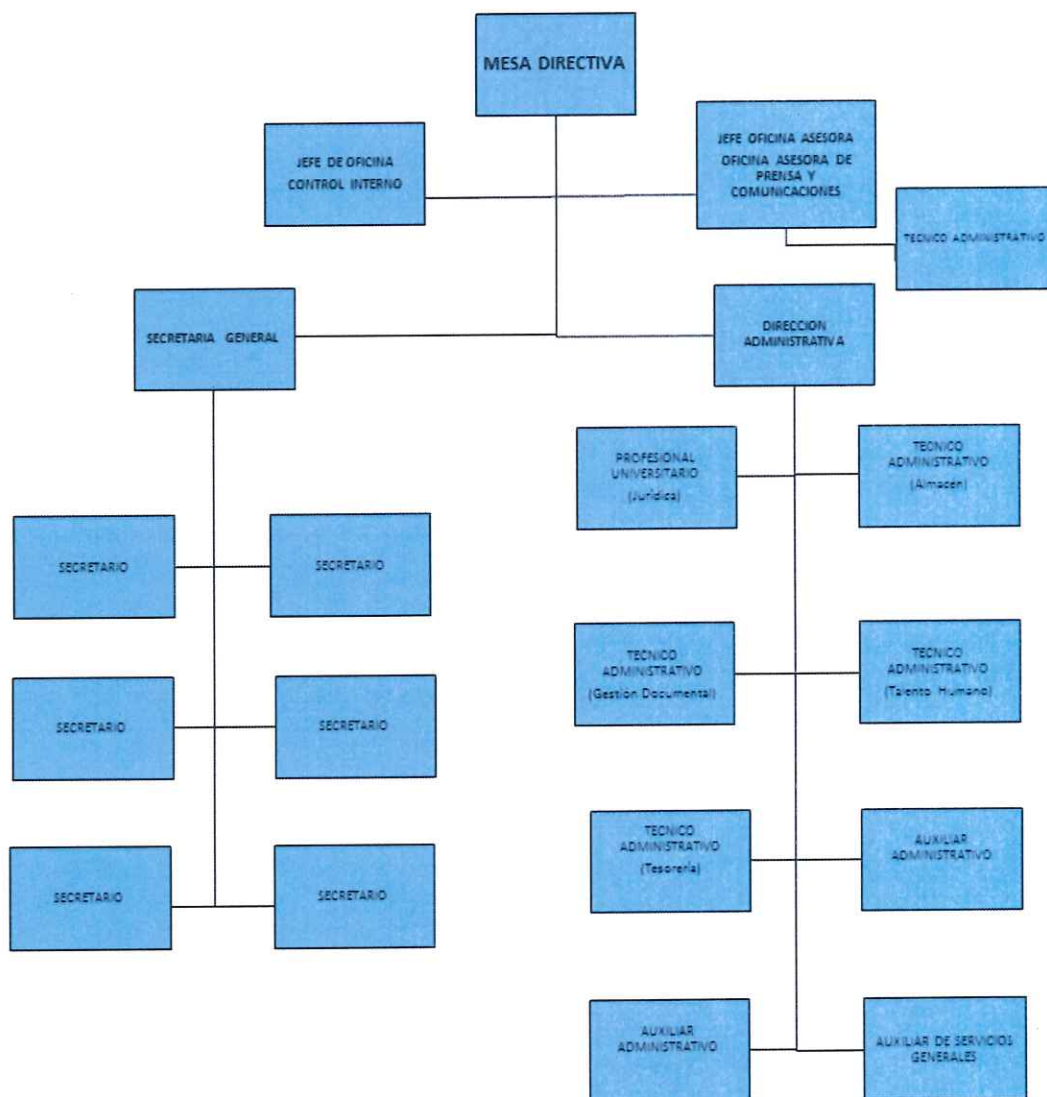 MESA DIRECTIVA
JEFE DE OFICINA
CONTROL INTERNO
JEFE OFICINA ASESORA
OFICINA ASESORA DE
PRENSA Y
COMUNICACIONES
TECNICO ADMINISTRATIVO
SECRETARIA GENERAL
DIRECCION
ADMINISTRATIVA
PROFESIONAL
UNIVERSITARIO
(Jurídica)
TECNICO
ADMINISTRATIVO
(Almacén)
SECRETARIO
SECRETARIO
TECNICO
ADMINISTRATIVO
(Gestión Documental)
TECNICO
ADMINISTRATIVO
(Talento Humano)
SECRETARIO
SECRETARIO
TECNICO
ADMINISTRATIVO
(Tesorería)
AUXILIAR
ADMINISTRATIVO
SECRETARIO
SECRETARIO
AUXILIAR
ADMINISTRATIVO
AUXILIAR DE SERVICIOS
GENERALES